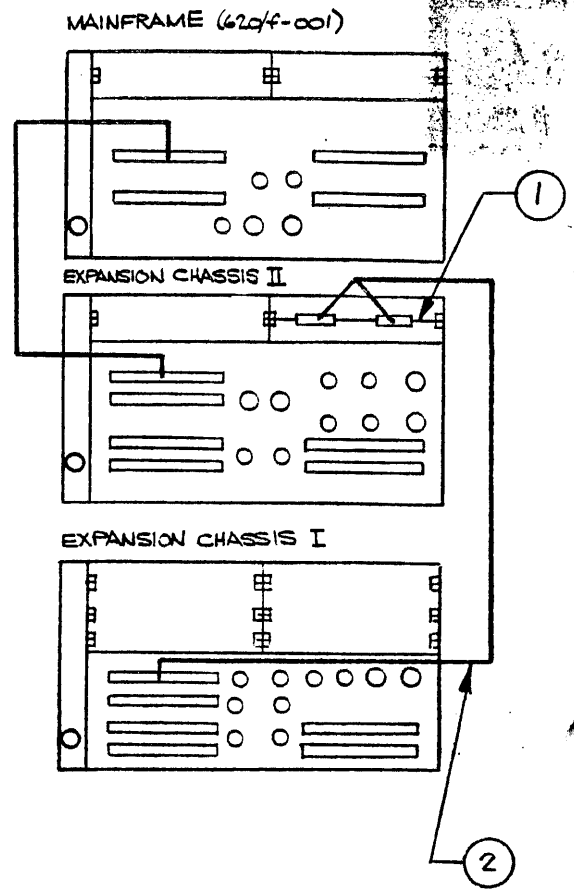 MAINFRAME (620/f-001)
1
EXPANSION CHASSIS II
EXPANSION CHASSIS I
2